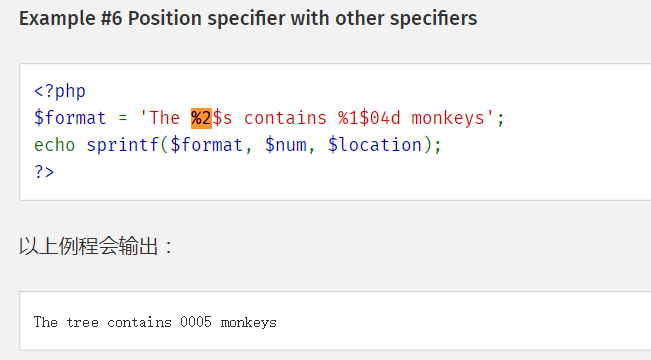 Example #6 Position specifier with other specifiers
<?php
$format = 'The %2$s contains %1$04d monkeys';
echo sprintf($format, $num, $location);
?>
以上例程会输出：
The tree contains 0005 monkeys